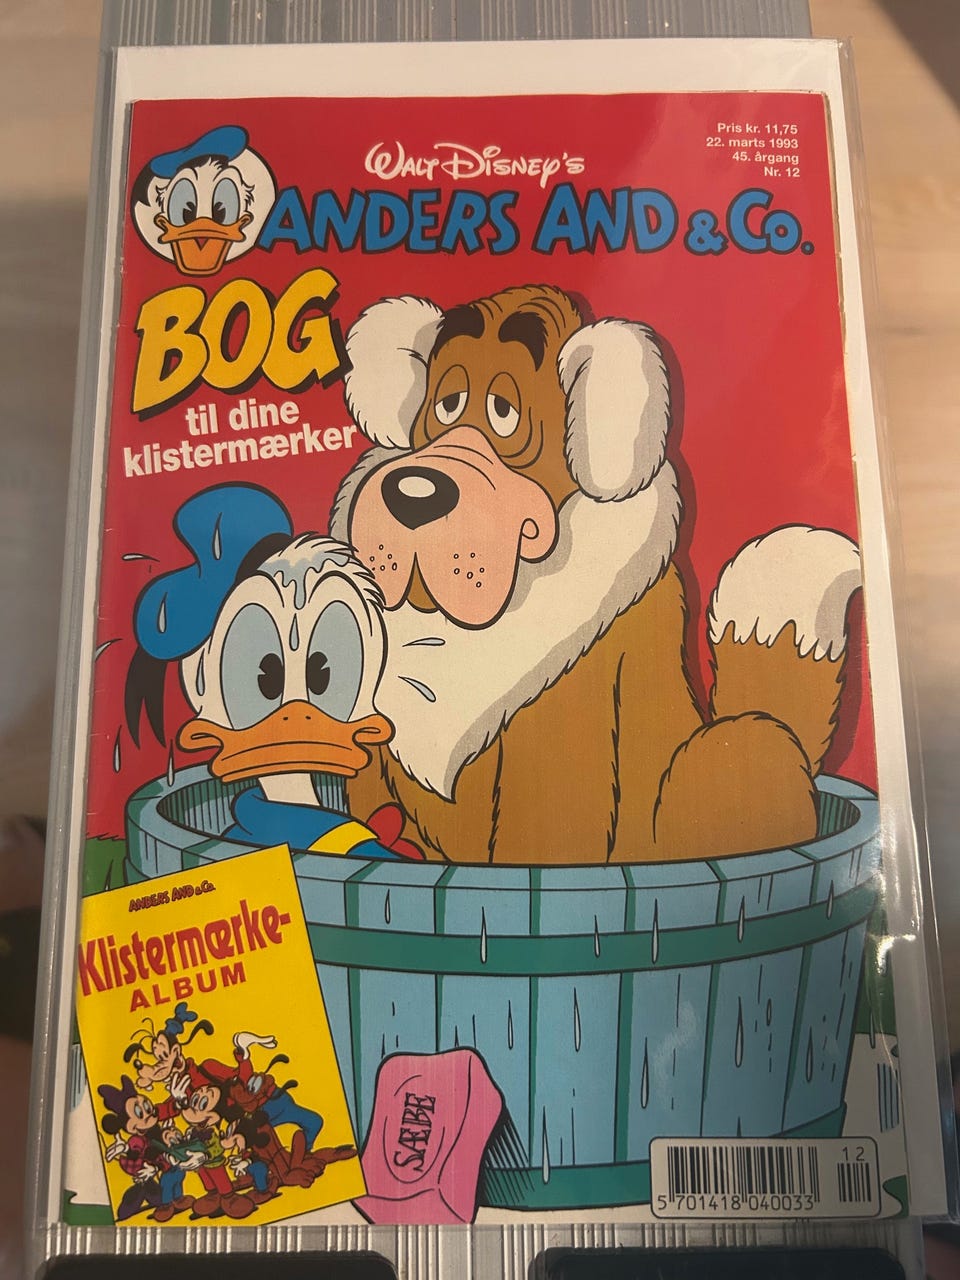 Pris kr. 11,75
22. marts 1993
45. årgang
Nr. 12
WALT DISNEY'S
ANDERS AND & Co.
BOG
til dine
klistermærker
ANDERS AND & Co.
Klistermærke-
ALBUM
SÆBE
12
5 701418 040033